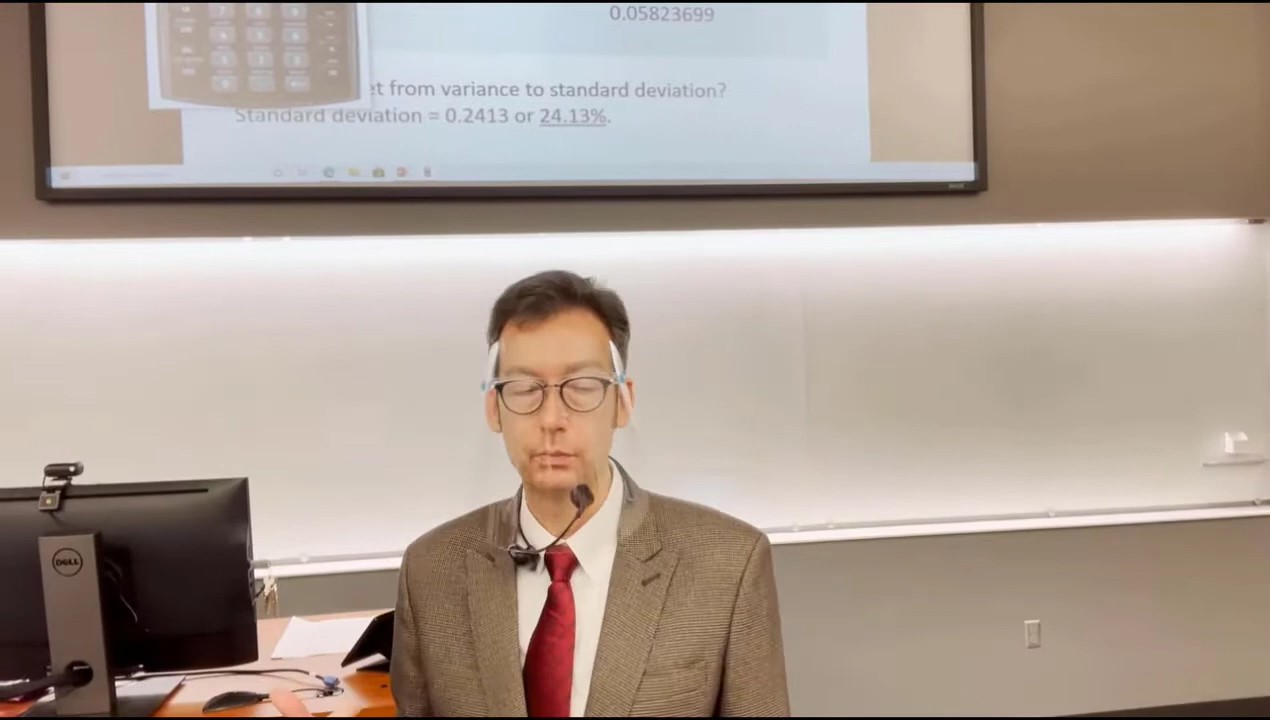 0.05823699
et from variance to standard deviation?
Standard deviation = 0.2413 or 24.13%.
DELL